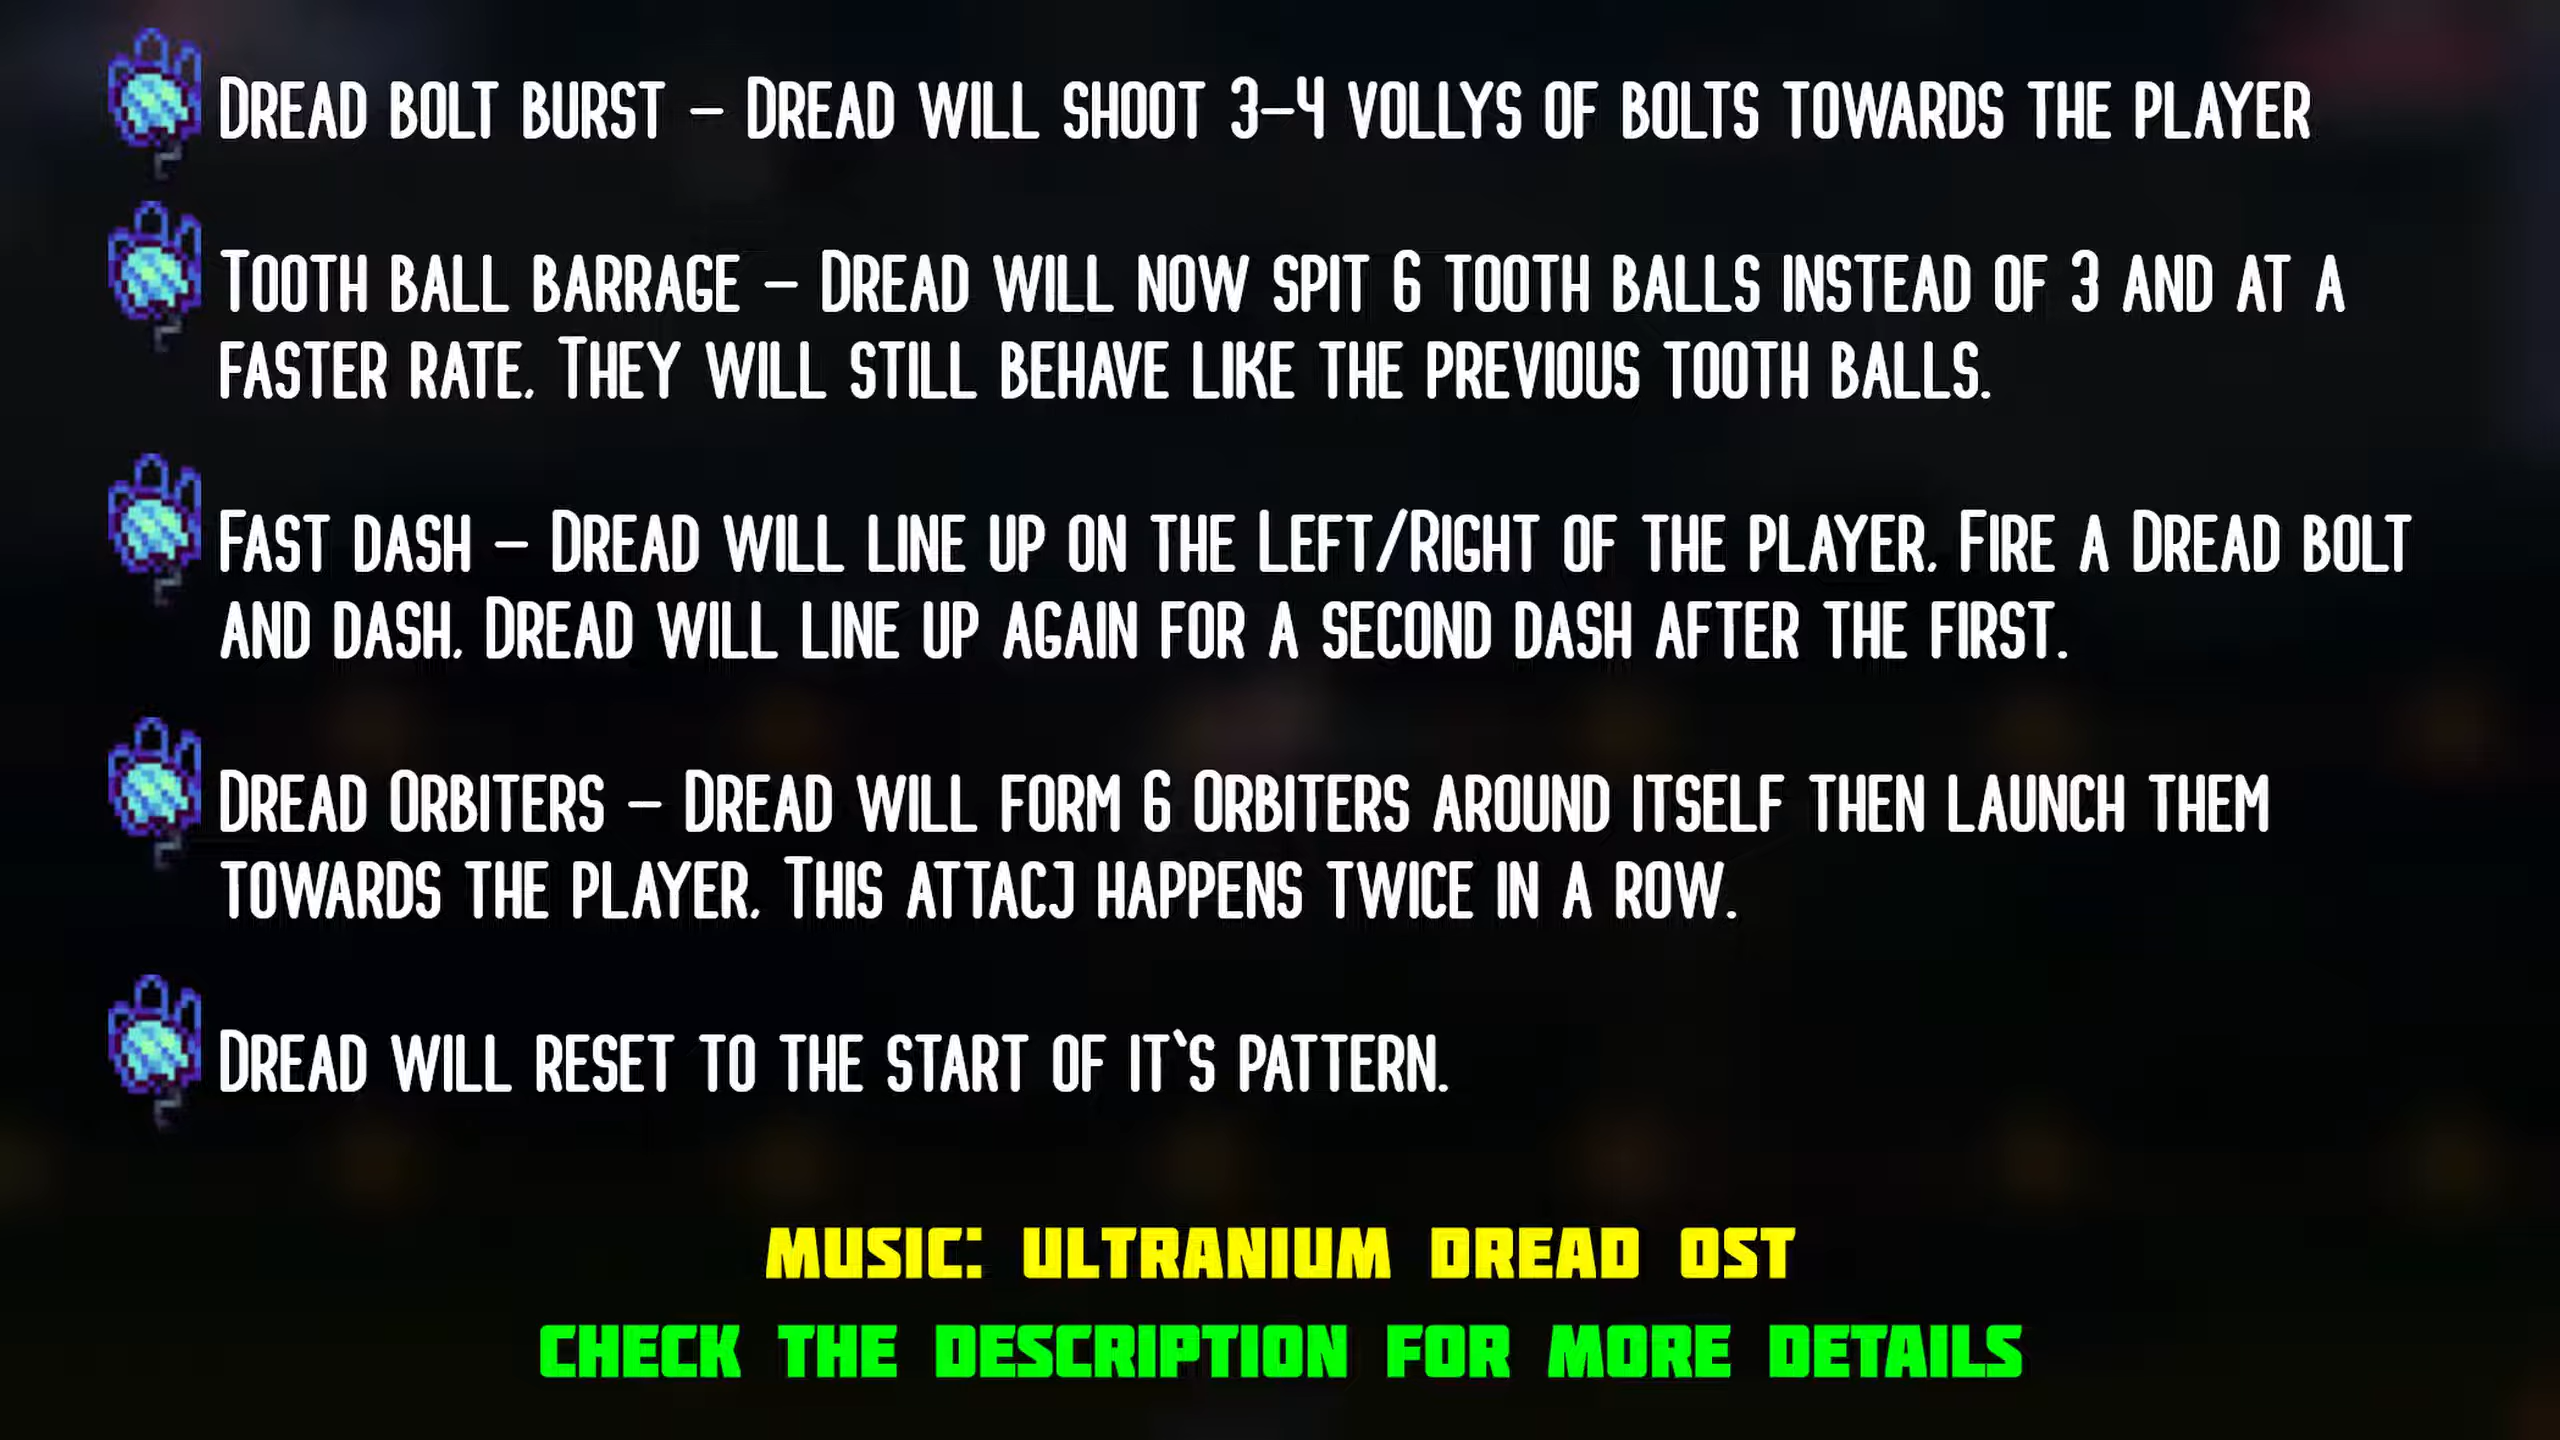 Dread bolt burst - Dread will shoot 3-4 vollys of bolts towards the player
Tooth ball barrage - Dread will now spit 6 tooth balls instead of 3 and at a
faster rate. They will still behave like the previous tooth balls.
Fast dash - Dread will line up on the Left/Right of the player. Fire a Dread bolt
and dash. Dread will line up again for a second dash after the first.
Dread Orbiters - Dread will form 6 Orbiters around itself then launch them
towards the player. This attacj happens twice in a row.
Dread will reset to the start of it`s pattern.
MUSIC: ULTRANIUM DREAD OST
CHECK THE DESCRIPTION FOR MORE DETAILS